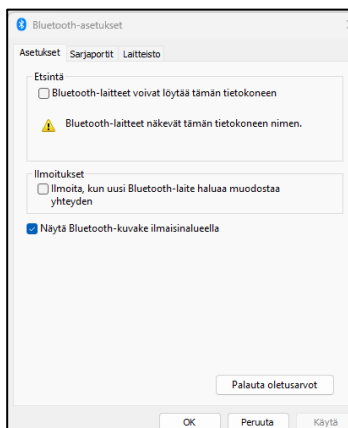 Bluetooth-asetukset
Asetukset Sarjaportit Laitteisto
Etsintä
Bluetooth-laitteet voivat löytää tämän tietokoneen
Bluetooth-laitteet näkevät tämän tietokoneen nimen.
Ilmoitukset
Ilmoita, kun uusi Bluetooth-laite haluaa muodostaa
yhteyden
Näytä Bluetooth-kuvake ilmaisinalueella
Palauta oletusarvot
OK Peruuta Käytä